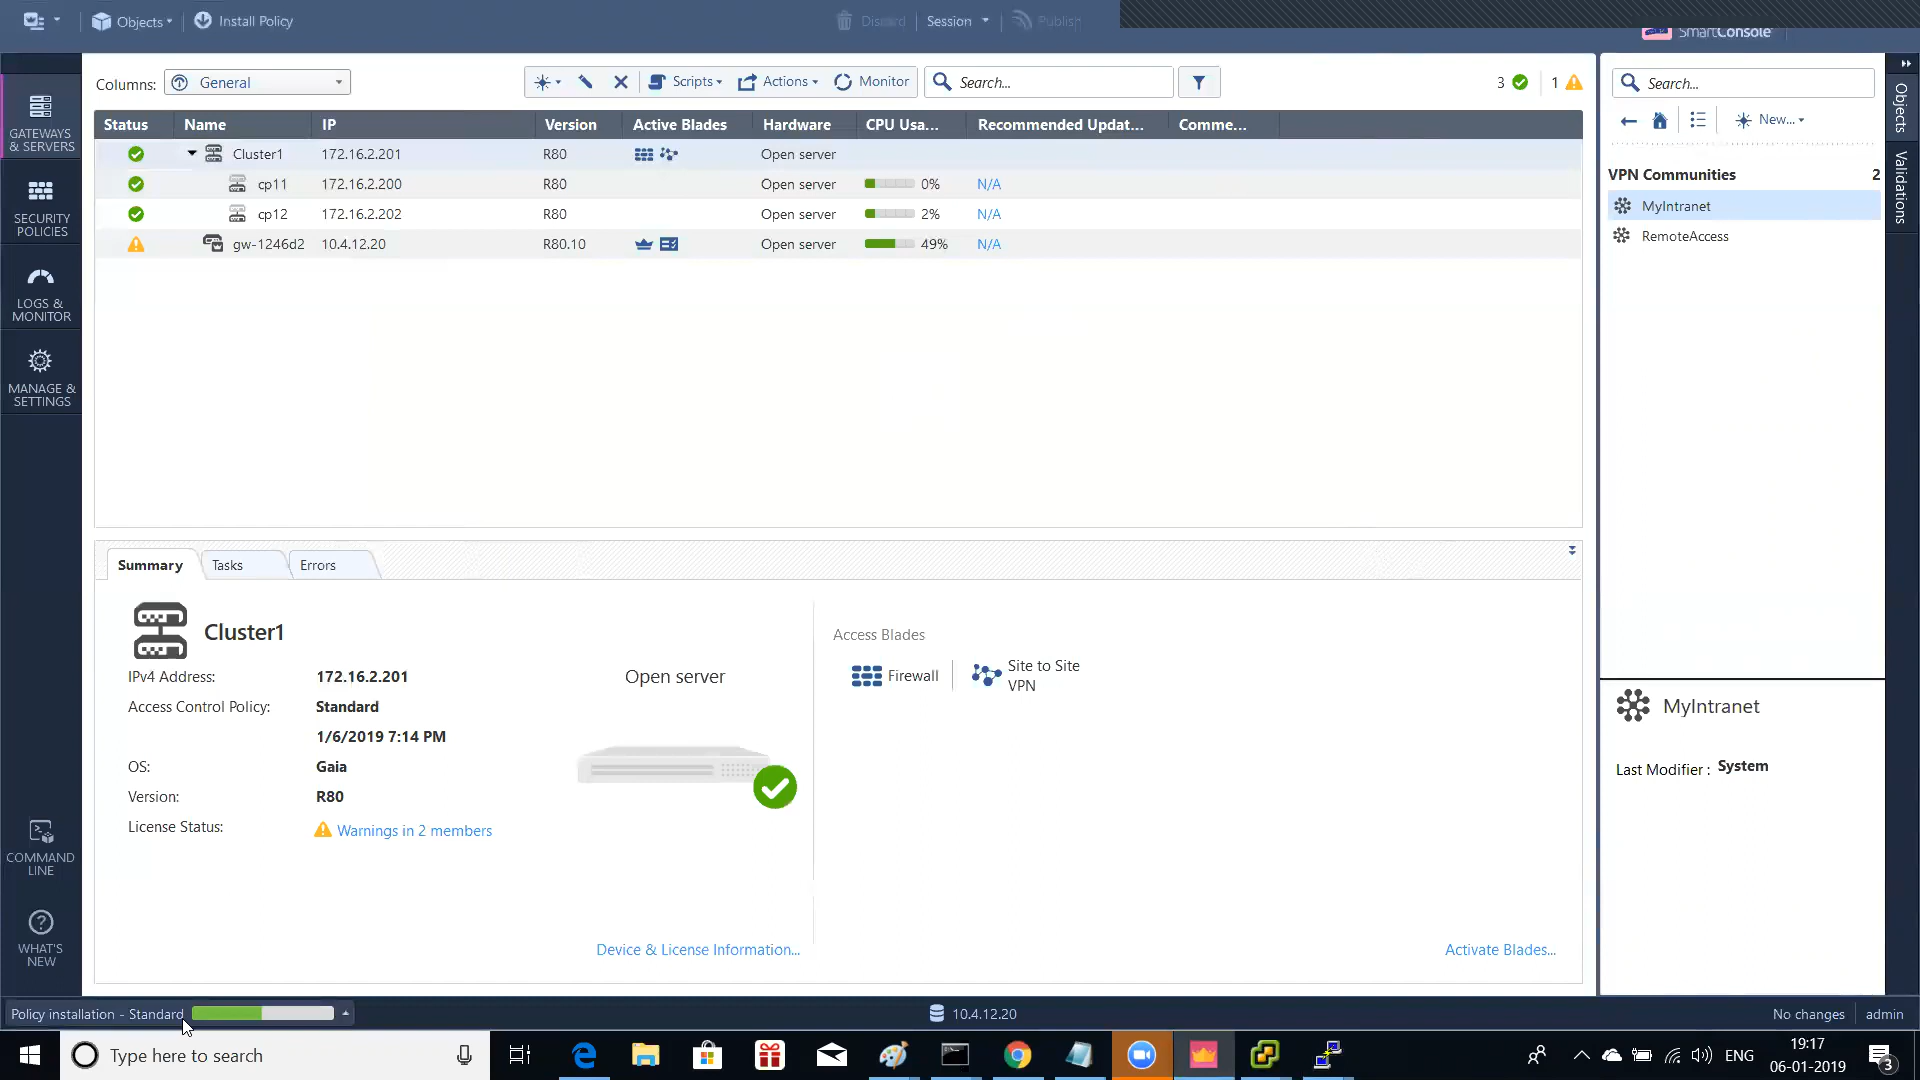 Objects
Install Policy
Discard
Session
Publish
SmartConsole
GATEWAYS
& SERVERS
SECURITY
POLICIES
LOGS &
MONITOR
MANAGE &
SETTINGS
COMMAND
LINE
WHAT'S
NEW
Columns:
General
Scripts
Actions
Monitor
Search...
3
1
Status Name IP Version Active Blades Hardware CPU Usa... Recommended Updat... Comme...
Cluster1 172.16.2.201 R80 Open server
cp11 172.16.2.200 R80 Open server 0% N/A
cp12 172.16.2.202 R80 Open server 2% N/A
gw-1246d2 10.4.12.20 R80.10 Open server 49% N/A
Summary
Tasks
Errors
Cluster1
IPv4 Address: 172.16.2.201
Access Control Policy: Standard
1/6/2019 7:14 PM
OS: Gaia
Version: R80
License Status: Warnings in 2 members
Open server
Device & License Information...
Access Blades
Firewall
Site to Site
VPN
Activate Blades...
Search...
New...
VPN Communities 2
MyIntranet
RemoteAccess
MyIntranet
Last Modifier : System
Objects
Validations
Policy installation - Standard
10.4.12.20
No changes
admin
Type here to search
ENG
19:17
06-01-2019
3